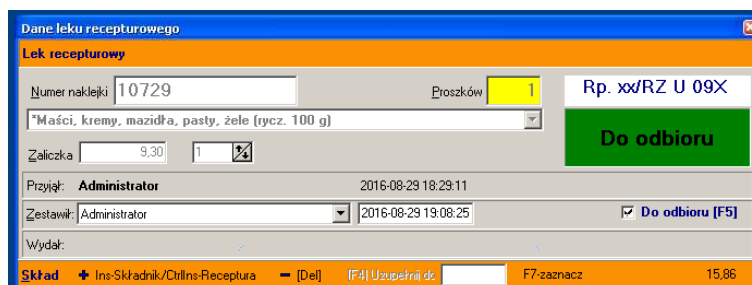 Dane leku recepturowego
Lek recepturowy
Numer naklejki 10729 Proszków 1 Rp. xx/RZ U 09X
*Maści, kremy, mazidła, pasty, żele (rycz. 100 g)
Do odbioru
Zaliczka 9,30 1
Przyjął: Administrator 2016-08-29 18:29:11
Zestawił: Administrator 2016-08-29 19:08:25 Do odbioru [F5]
Wydał:
Skład + Ins-Składnik/CtrlIns-Receptura - [Del] [F4] Uzupełnij do F7-zaznacz 15,86